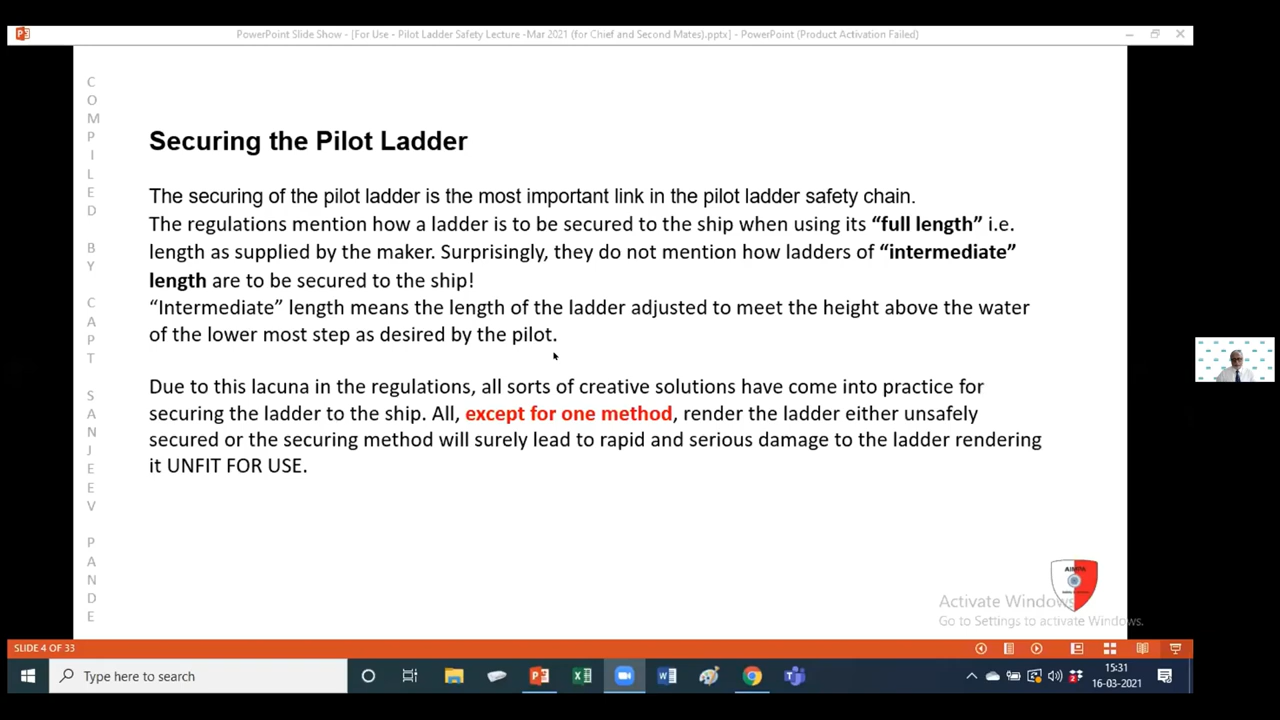 PowerPoint Slide Show - [For Use - Pilot Ladder Safety Lecture -Mar 2021 (for Chief and Second Mates).pptx] - PowerPoint (Product Activation Failed)
COMPILED BY CAPT SANJEEV PANDE
Securing the Pilot Ladder
The securing of the pilot ladder is the most important link in the pilot ladder safety chain.
The regulations mention how a ladder is to be secured to the ship when using its “full length” i.e.
length as supplied by the maker. Surprisingly, they do not mention how ladders of “intermediate”
length are to be secured to the ship!
“Intermediate” length means the length of the ladder adjusted to meet the height above the water
of the lower most step as desired by the pilot.
Due to this lacuna in the regulations, all sorts of creative solutions have come into practice for
securing the ladder to the ship. All, except for one method, render the ladder either unsafely
secured or the securing method will surely lead to rapid and serious damage to the ladder rendering
it UNFIT FOR USE.
AIMPA
Activate Windows
Go to Settings to activate Windows.
SLIDE 4 OF 33
Type here to search
15:31
16-03-2021